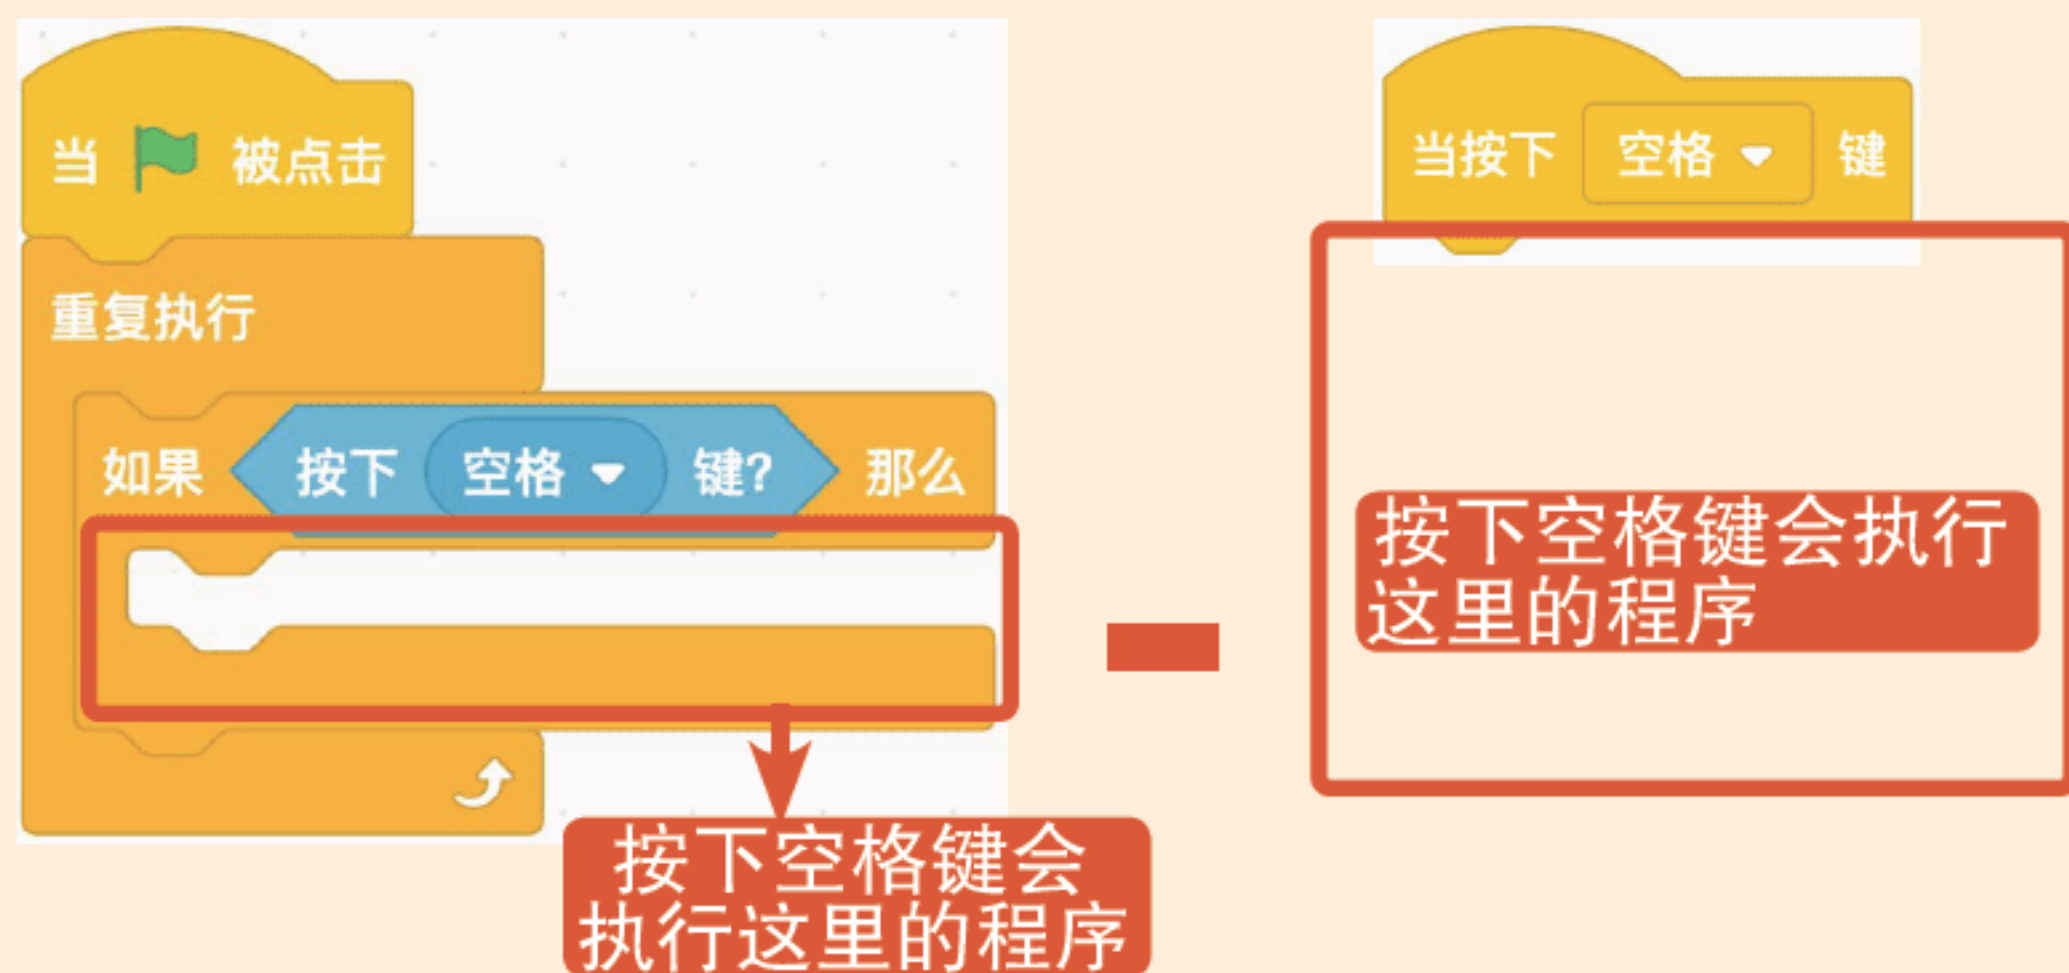 当 被点击
重复执行
如果 按下 空格 键? 那么
按下空格键会
执行这里的程序
当按下 空格 键
按下空格键会执行
这里的程序